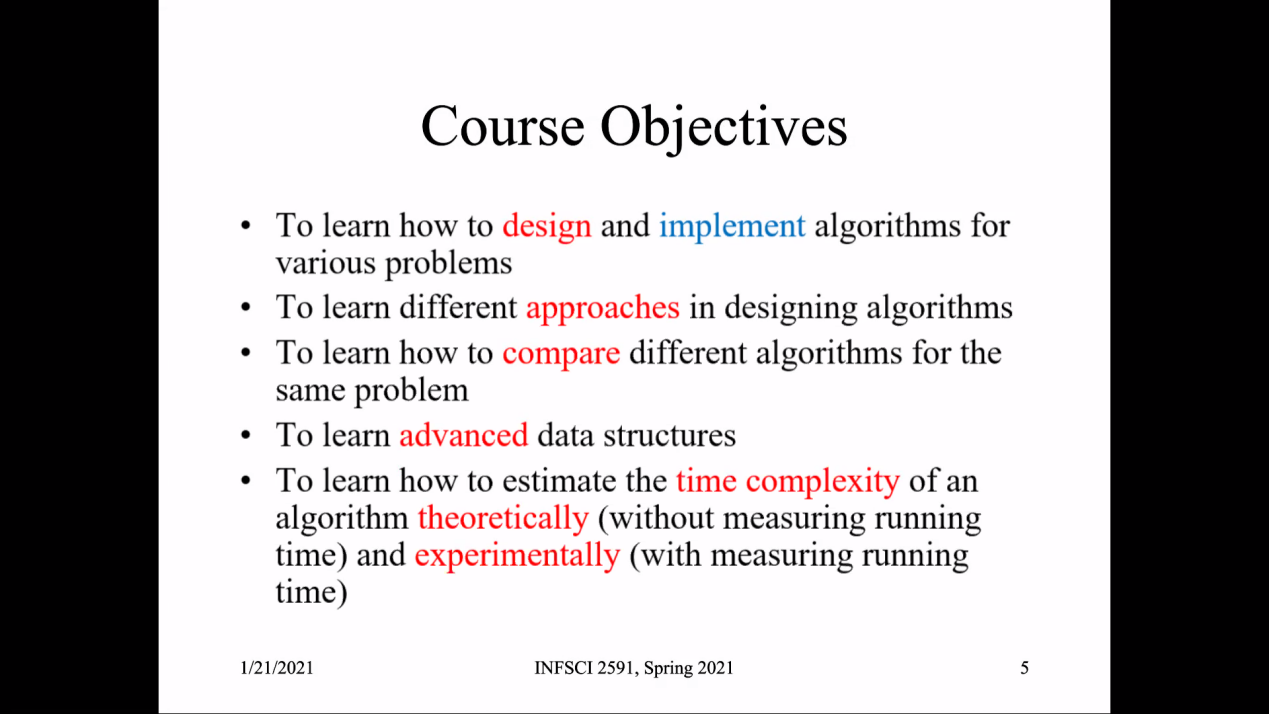 Course Objectives
• To learn how to design and implement algorithms for
various problems
• To learn different approaches in designing algorithms
• To learn how to compare different algorithms for the
same problem
• To learn advanced data structures
• To learn how to estimate the time complexity of an
algorithm theoretically (without measuring running
time) and experimentally (with measuring running
time)
1/21/2021 INFSCI 2591, Spring 2021 5